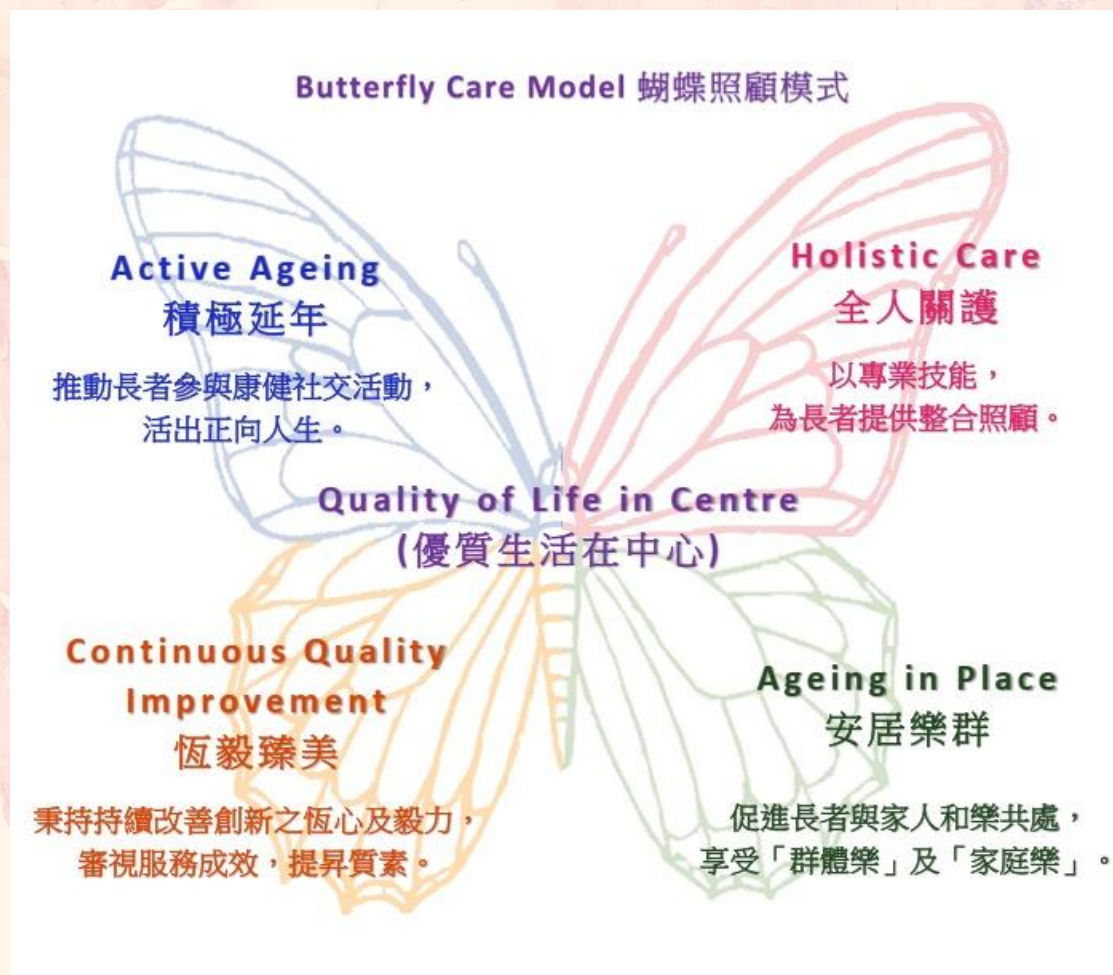 Butterfly Care Model 蝴蝶照顧模式
Active Ageing
積極延年
推動長者參與康健社交活動，
活出正向人生。
Holistic Care
全人關護
以專業技能，
為長者提供整合照顧。
Quality of Life in Centre
(優質生活在中心)
Continuous Quality
Improvement
恆毅臻美
秉持持續改善創新之恆心及毅力，
審視服務成效，提昇質素。
Ageing in Place
安居樂群
促進長者與家人和樂共處，
享受「群體樂」及「家庭樂」。